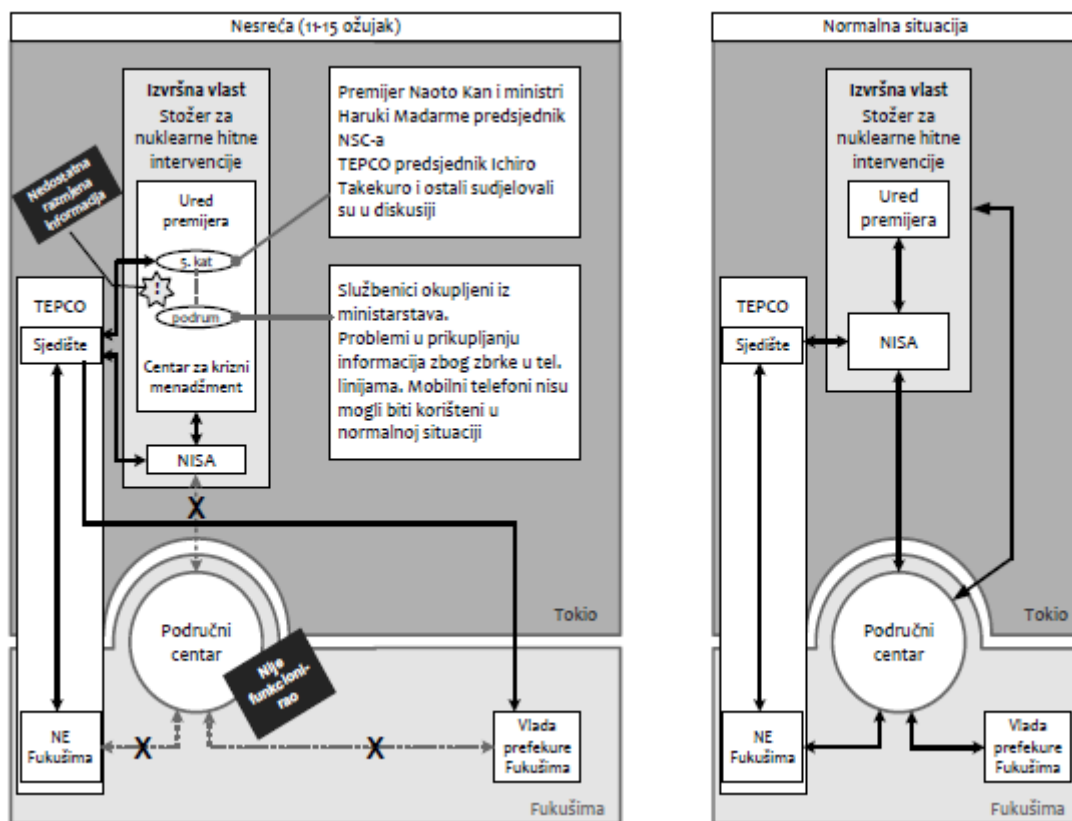 Nesreća (11-15 ožujak)
Izvršna vlast
Stožer za
nuklearne hitne
intervencije
Nedostatna
razmjena
informacija
Ured
premijera
5. kat
!
podrum
Centar za krizni
menadžment
NISA
Premijer Naoto Kan i ministri
Haruki Madarme predsjednik
NSC-a
TEPCO predsjednik Ichiro
Takekuro i ostali sudjelovali
su u diskusiji
Službenici okupljeni iz
ministarstava.
Problemi u prikupljanju
informacija zbog zbrke u tel.
linijama. Mobilni telefoni nisu
mogli biti korišteni u
normalnoj situaciji
TEPCO
Sjedište
X
Tokio
Područni
centar
Nije
funkcioni-
rao
NE
Fukušima
X
X
Vlada
prefekure
Fukušima
Fukušima
Normalna situacija
Izvršna vlast
Stožer za
nuklearne hitne
intervencije
Ured
premijera
NISA
TEPCO
Sjedište
Tokio
Područni
centar
NE
Fukušima
Vlada
prefekure
Fukušima
Fukušima